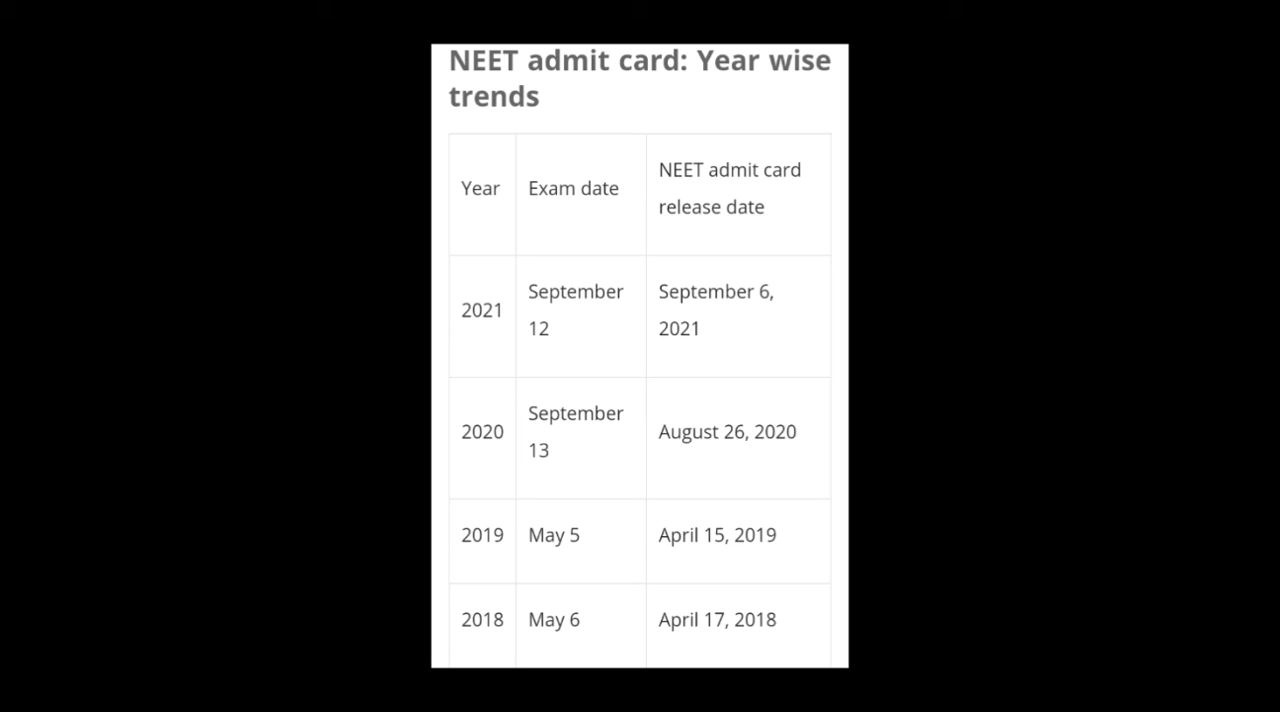 NEET admit card: Year wise
trends
Year
Exam date
NEET admit card
release date
2021
September
12
September 6,
2021
2020
September
13
August 26, 2020
2019
May 5
April 15, 2019
2018
May 6
April 17, 2018